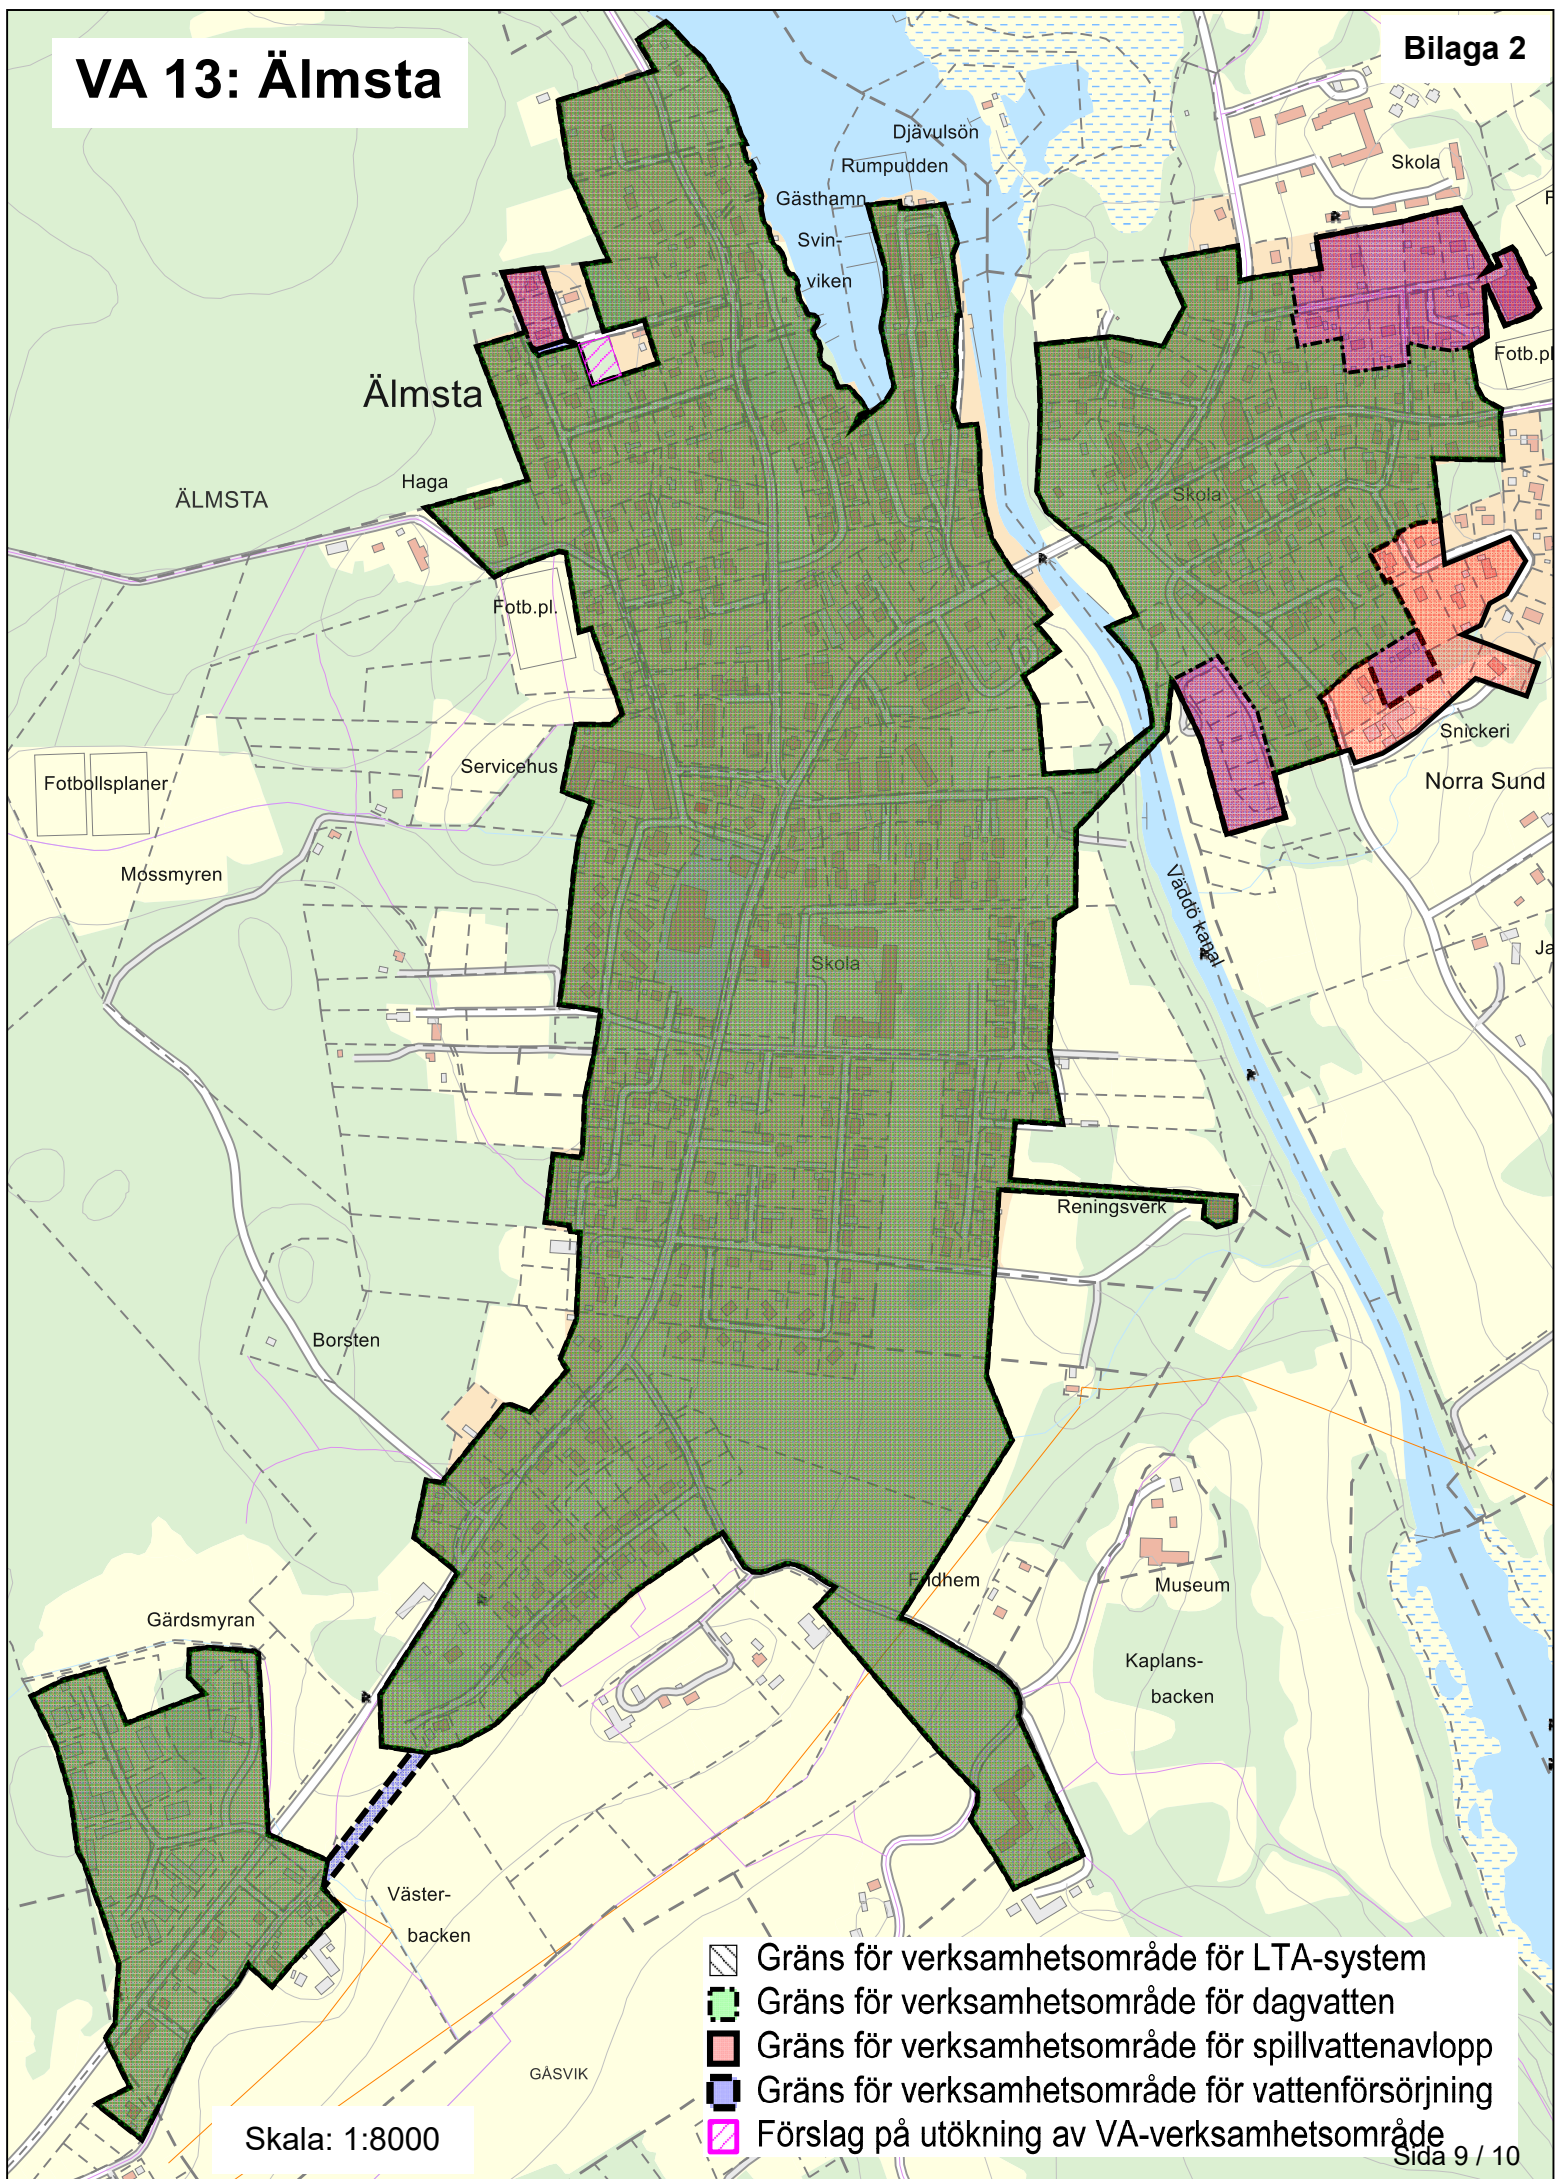 VA 13: Älmsta
Bilaga 2
Djävulsön
Rumpudden
Skola
Gästhamn
Svin-
viken
F
Fotb.pl
Älmsta
Haga
ÄLMSTA
Skola
Fotb.pl.
Snickeri
Servicehus
Norra Sund
Fotbollsplaner
Mossmyren
Väddö kanal
Skola
Ja
Reningsverk
Borsten
Fridhem
Museum
Gärdsmyran
Kaplans-
backen
Väster-
backen
GÅSVIK
Gräns för verksamhetsområde för LTA-system
Gräns för verksamhetsområde för dagvatten
Gräns för verksamhetsområde för spillvattenavlopp
Gräns för verksamhetsområde för vattenförsörjning
Förslag på utökning av VA-verksamhetsområde
Skala: 1:8000
Sida 9 / 10